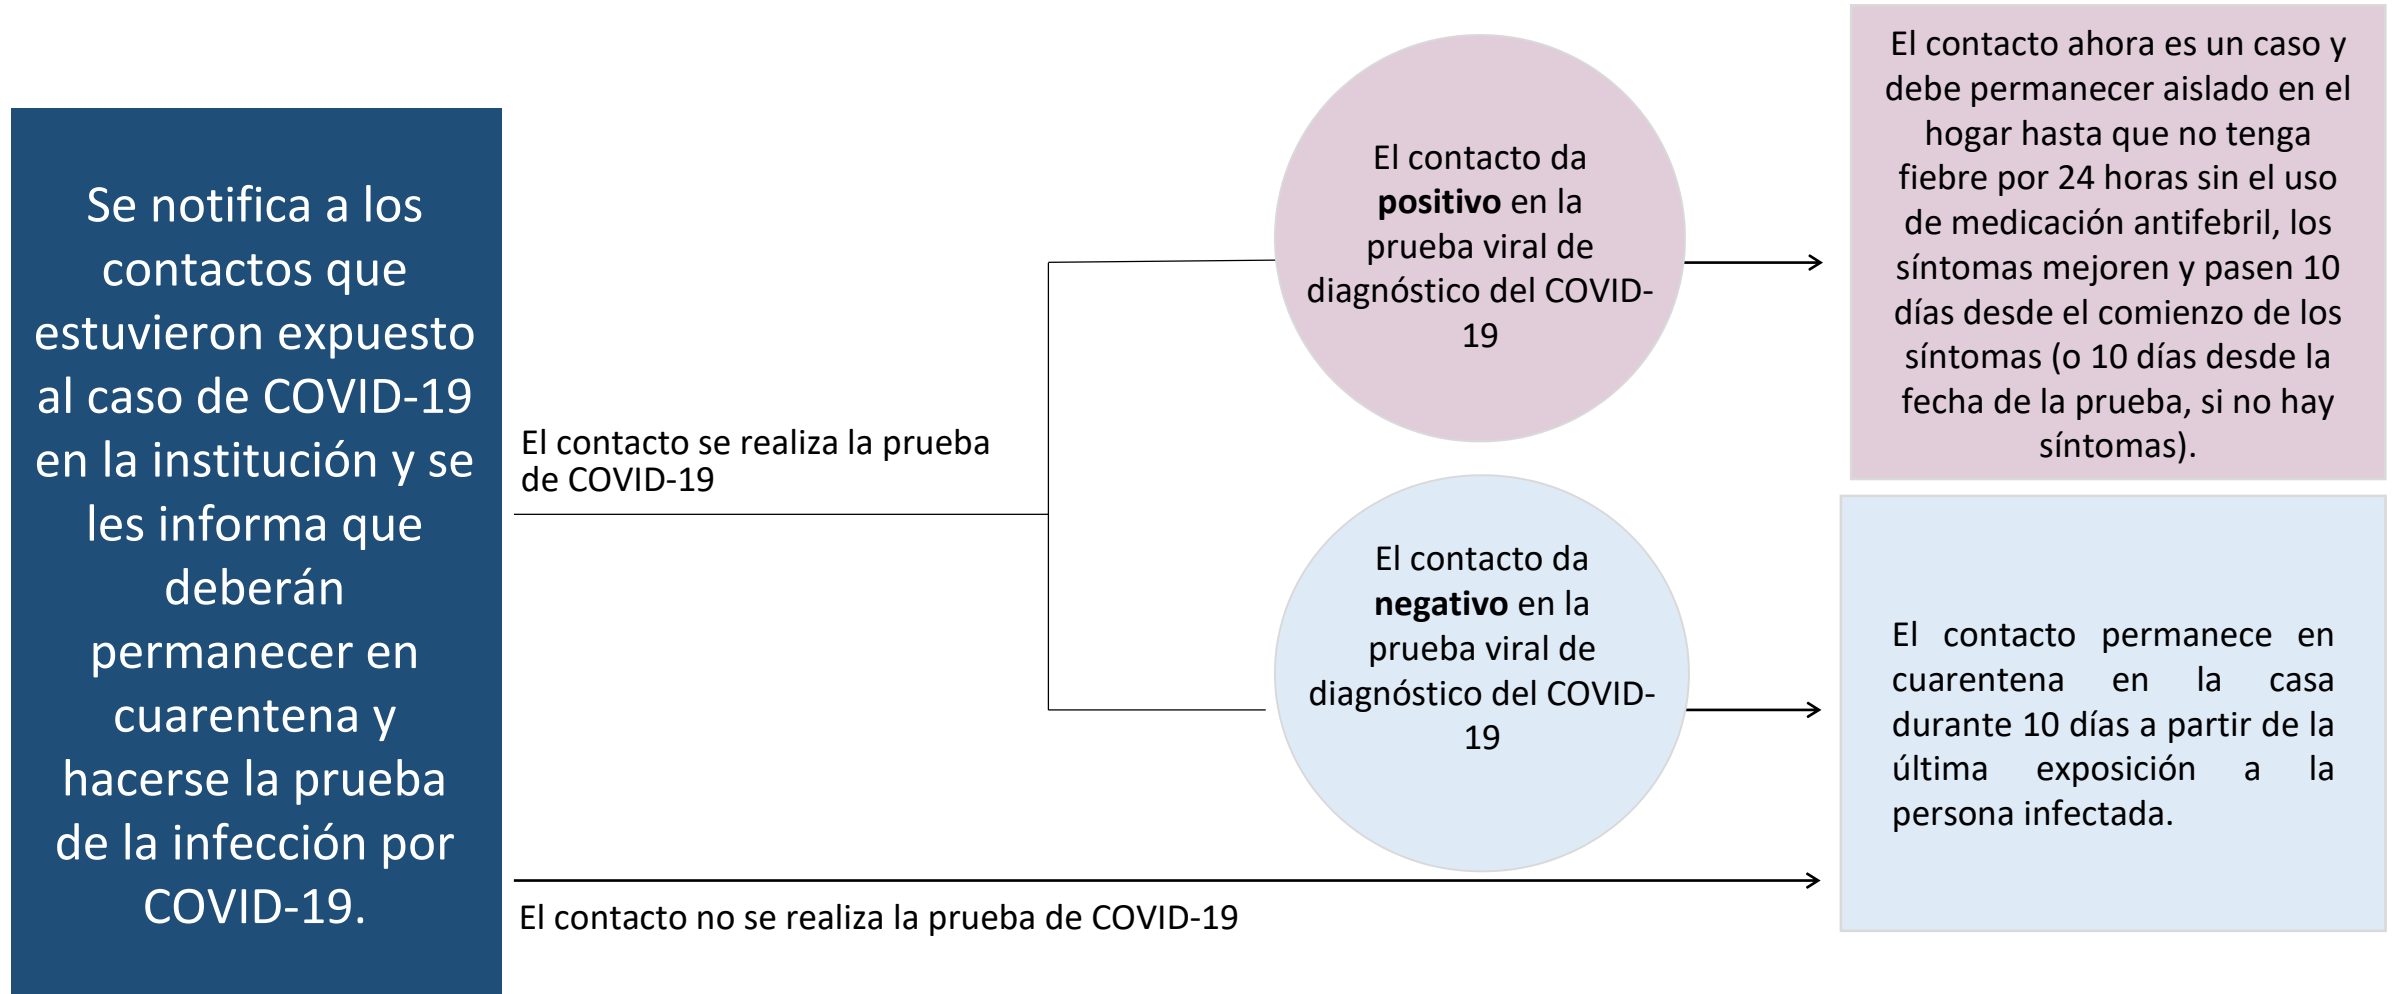 Se notifica a los
contactos que
estuvieron expuesto
al caso de COVID-19
en la institución y se
les informa que
deberán
permanecer en
cuarentena y
hacerse la prueba
de la infección por
COVID-19.
El contacto se realiza la prueba
de COVID-19
El contacto da
positivo en la
prueba viral de
diagnóstico del COVID-
19
El contacto ahora es un caso y
debe permanecer aislado en el
hogar hasta que no tenga
fiebre por 24 horas sin el uso
de medicación antifebril, los
síntomas mejoren y pasen 10
días desde el comienzo de los
síntomas (o 10 días desde la
fecha de la prueba, si no hay
síntomas).
El contacto da
negativo en la
prueba viral de
diagnóstico del COVID-
19
El contacto permanece en
cuarentena en la casa
durante 10 días a partir de la
última exposición a la
persona infectada.
El contacto no se realiza la prueba de COVID-19